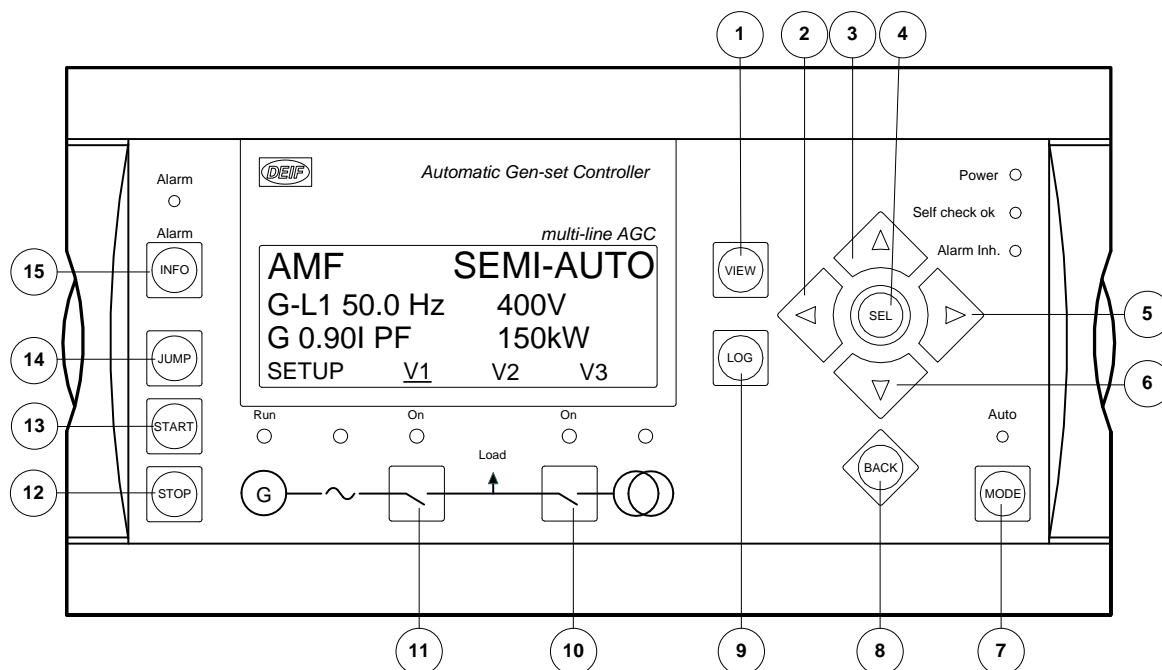 1 2 3 4
DEIF Automatic Gen-set Controller
Alarm
Power
Self check ok
Alarm
multi-line AGC
Alarm Inh.
15 INFO
AMF SEMI-AUTO
VIEW
G-L1 50.0 Hz 400V
SEL
5
G 0.90I PF 150kW
14 JUMP
LOG
SETUP V1 V2 V3
6
13 START
Run On On
Auto
Load
12 STOP
G
BACK
MODE
11 10 9 8 7